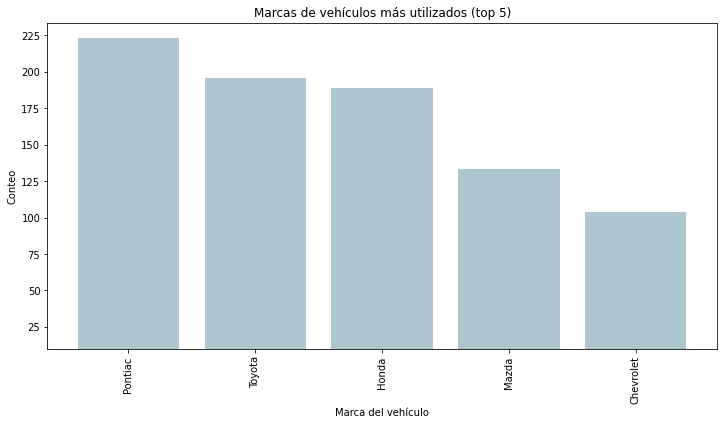 Marcas de vehículos más utilizados (top 5)
Conteo
225
200
175
150
125
100
75
50
25
Pontiac
Toyota
Honda
Mazda
Chevrolet
Marca del vehículo